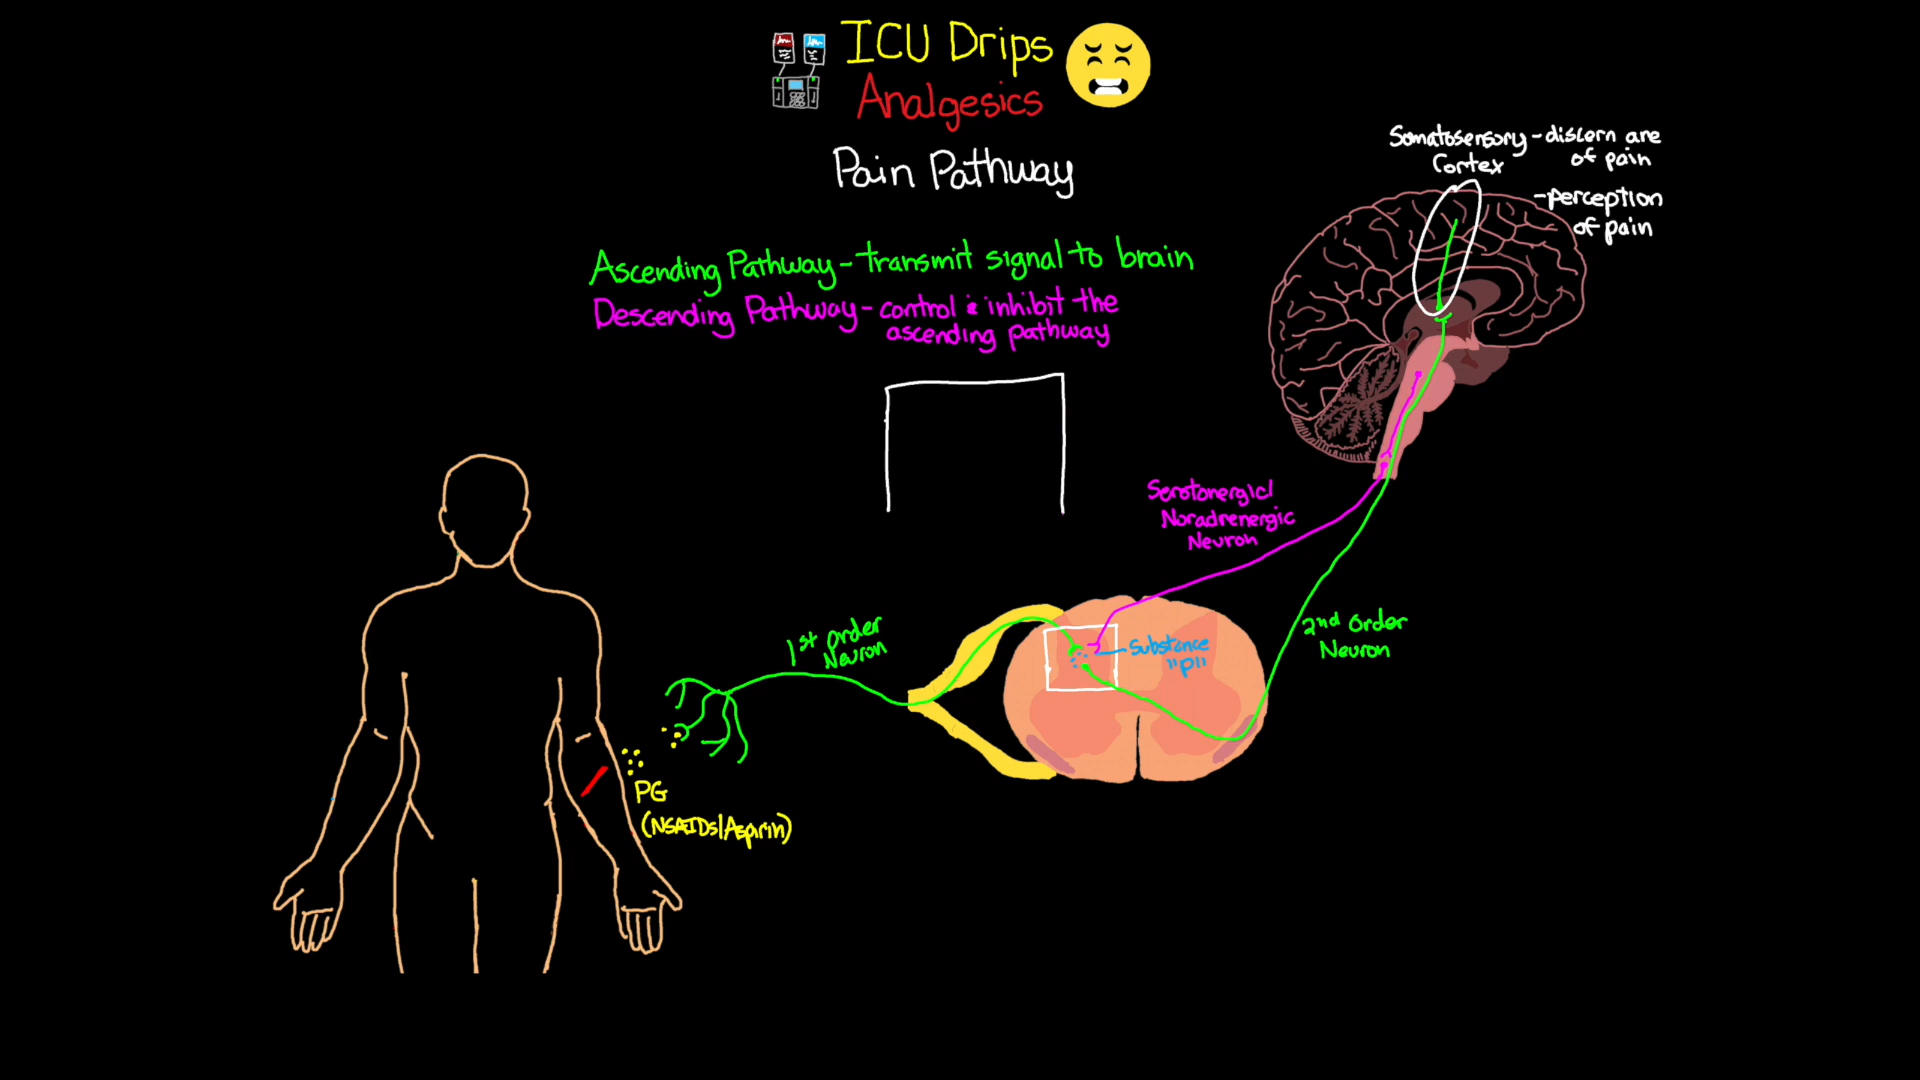 ICU Drips
Analgesics
Pain Pathway
Somatosensory - discern are
Cortex
of pain
- perception
of pain
Ascending Pathway - transmit signal to brain
Descending Pathway - control & inhibit the
ascending pathway
Serotonergic/
Noradrenergic
Neuron
1st Order
Neuron
Substance
"P"
2nd Order
Neuron
PG
(NSAIDs/Aspirin)